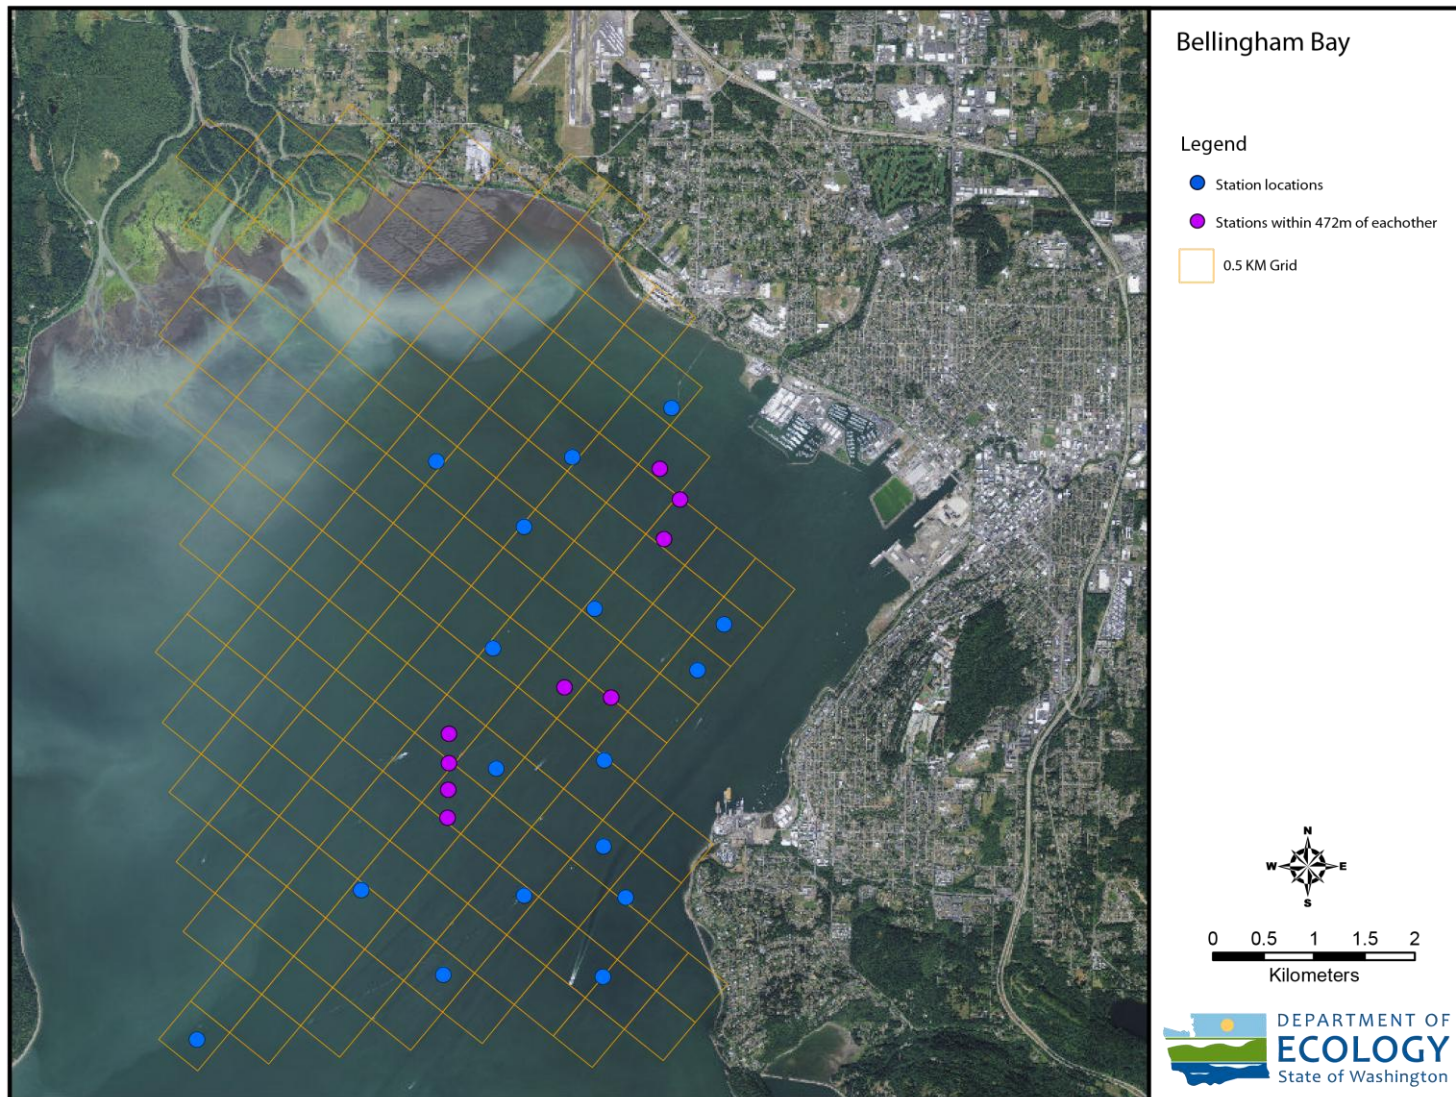 Bellingham Bay
Legend
Station locations
Stations within 472m of eachother
0.5 KM Grid
N
W E
S
0 0.5 1 1.5 2
Kilometers
DEPARTMENT OF
ECOLOGY
State of Washington